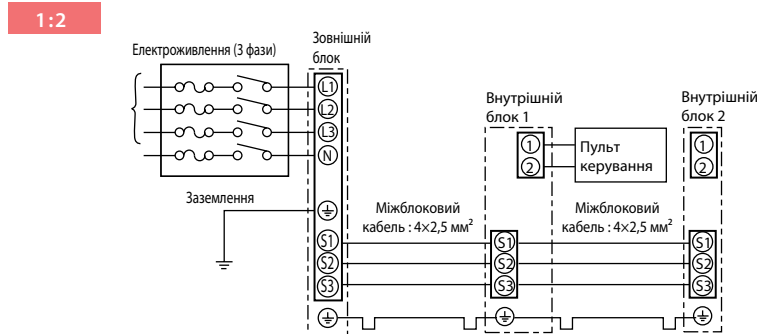 1:2
Електроживлення (3 фази)
Зовнішній
блок
L1
L2
L3
N
Заземлення
S1
S2
S3
Міжблоковий
кабель : 4×2,5 мм²
Внутрішній
блок 1
1
2
Пульт
керування
S1
S2
S3
Міжблоковий
кабель : 4×2,5 мм²
Внутрішній
блок 2
1
2
S1
S2
S3